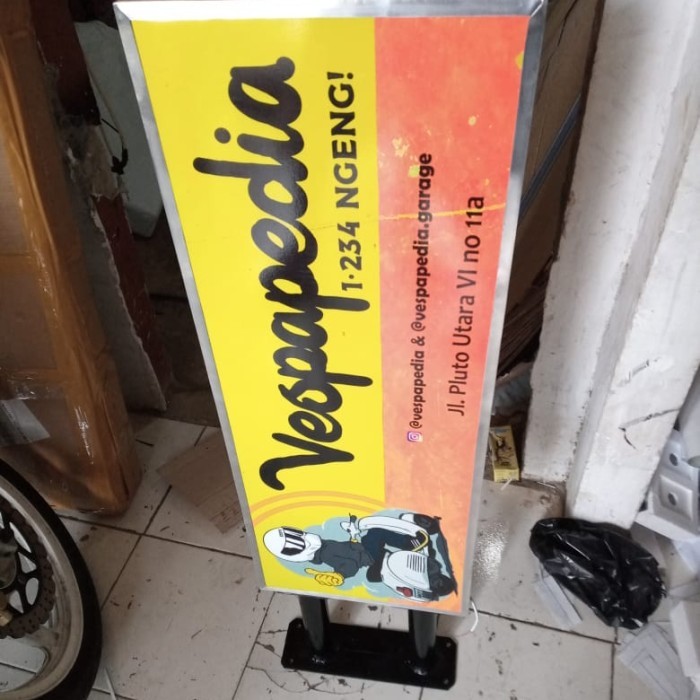 Vespapedia
1·234 NGENG!
@vespapedia & @vespapedia.garage
Jl. Pluto Utara VI no 11a